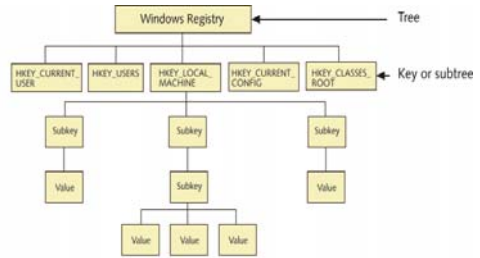 Windows Registry
Tree
HKEY_CURRENT_
USER
HKEY_USERS
HKEY_LOCAL_
MACHINE
HKEY_CURRENT_
CONFIG
HKEY_CLASSES_
ROOT
Key or subtree
Subkey
Subkey
Subkey
Value
Subkey
Value
Value
Value
Value